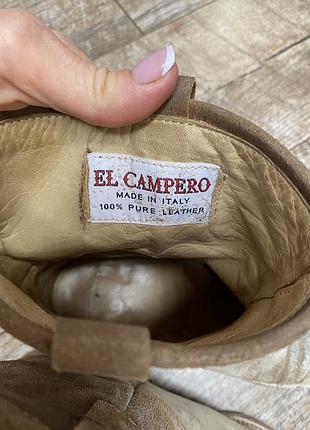 EL CAMPERO
MADE IN ITALY
100% PURE LEATHER